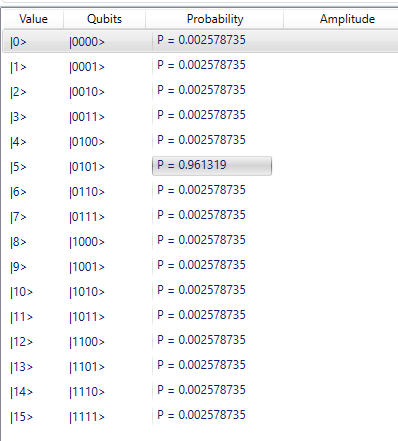 Value Qubits Probability Amplitude
|0> |0000> P = 0.002578735
|1> |0001> P = 0.002578735
|2> |0010> P = 0.002578735
|3> |0011> P = 0.002578735
|4> |0100> P = 0.002578735
|5> |0101> P = 0.961319
|6> |0110> P = 0.002578735
|7> |0111> P = 0.002578735
|8> |1000> P = 0.002578735
|9> |1001> P = 0.002578735
|10> |1010> P = 0.002578735
|11> |1011> P = 0.002578735
|12> |1100> P = 0.002578735
|13> |1101> P = 0.002578735
|14> |1110> P = 0.002578735
|15> |1111> P = 0.002578735